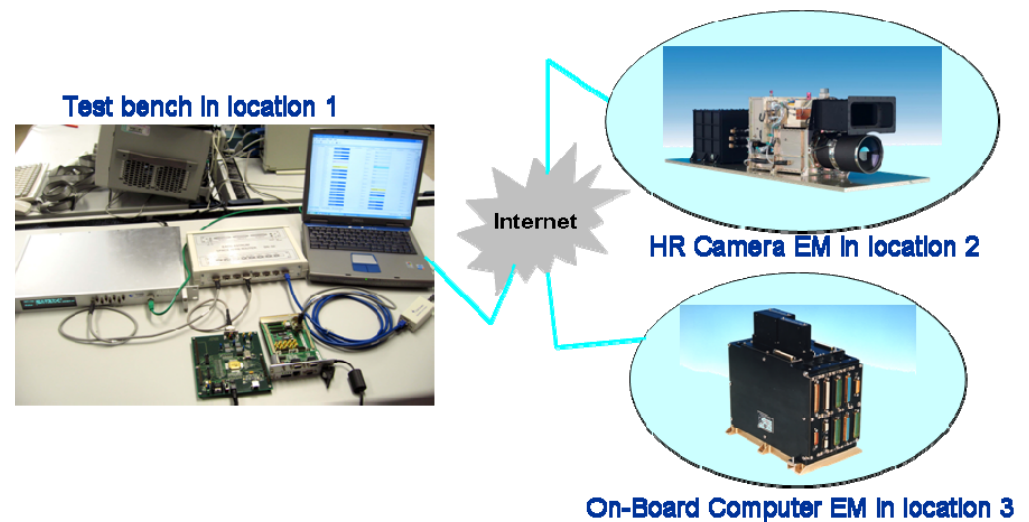 Test bench in location 1
Internet
HR Camera EM in location 2
On-Board Computer EM in location 3